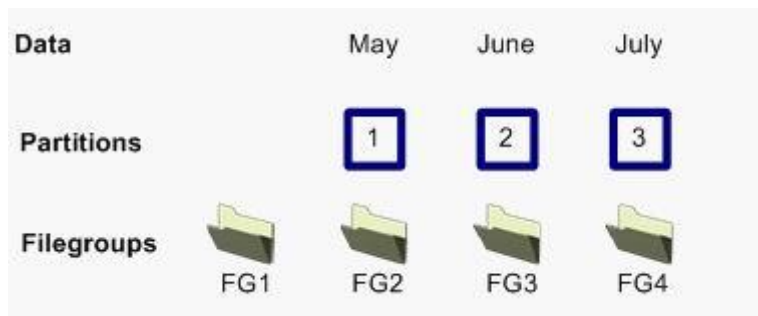 Data May June July
Partitions 1 2 3
Filegroups
FG1 FG2 FG3 FG4